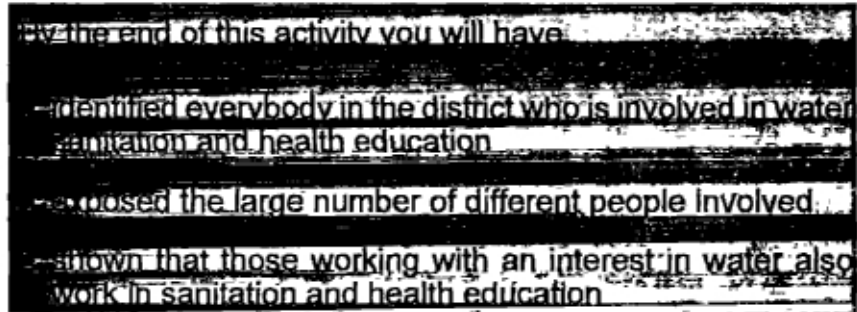 By the end of this activity you will have
- identified everybody in the district who is involved in water
sanitation and health education
- exposed the large number of different people involved
- shown that those working with an interest in water also
work in sanitation and health education